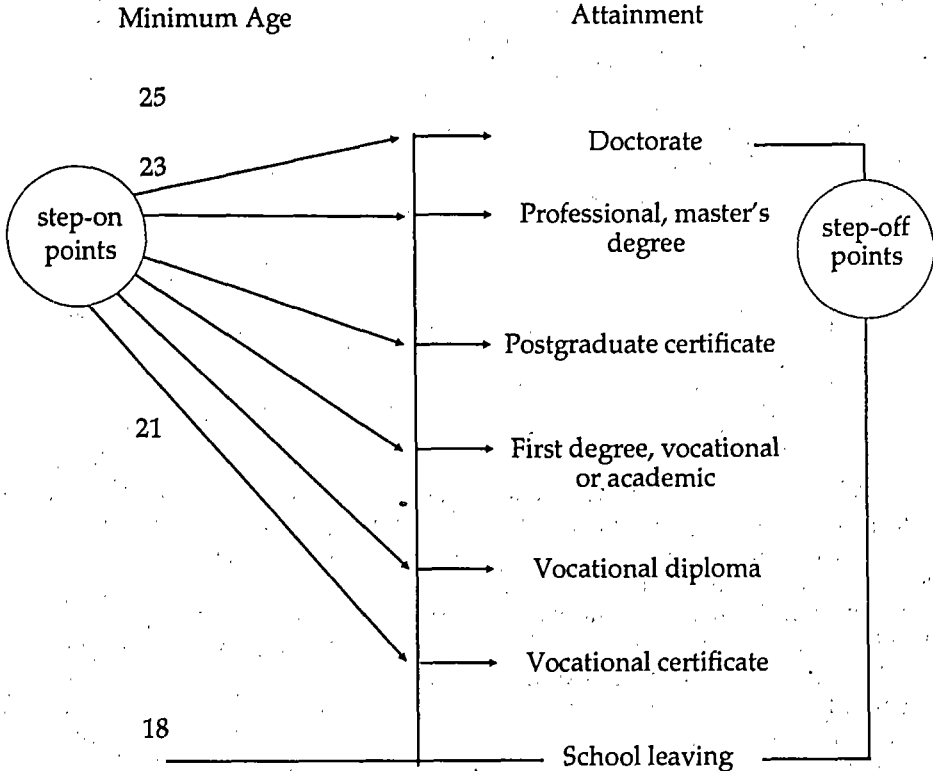 Minimum Age
Attainment
25
Doctorate
23
step-on
points
Professional, master's
degree
step-off
points
Postgraduate certificate
21
First degree, vocational
or academic
Vocational diploma
Vocational certificate
18
School leaving